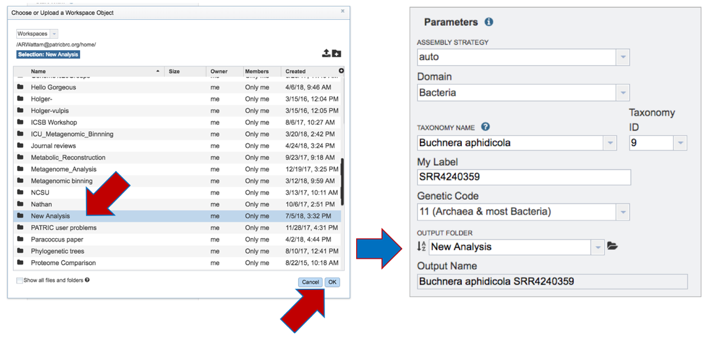 Choose or Upload a Workspace Object
Workspaces
/ARWattam@patricbrc.org/home/
Selection: New Analysis
Name Size Owner Members Created
Hello Gorgeous me Only me 4/6/18, 9:46 AM
Holger- me Only me 3/15/16, 12:04 PM
Holger-vulpis me Only me 3/15/16, 12:05 PM
ICSB Workshop me Only me 8/6/17, 10:27 AM
ICU_Metagenomic_Binnning me Only me 3/20/18, 2:42 PM
Journal reviews me Only me 4/24/18, 3:24 PM
Metabolic_Reconstruction me Only me 9/23/17, 9:18 AM
Metagenome_Analysis me Only me 12/19/17, 3:25 PM
Metagenomic binning me Only me 3/12/18, 9:59 AM
NCSU me Only me 3/13/17, 10:11 AM
Nathan me Only me 10/6/17, 2:51 PM
New Analysis me Only me 7/5/18, 3:32 PM
PATRIC user problems me Only me 11/28/17, 4:31 PM
Paracoccus paper me Only me 4/2/18, 4:44 PM
Phylogenetic trees me Only me 8/10/17, 12:41 PM
Proteome Comparison me Only me 8/22/15, 10:18 AM
Show all files and folders
Cancel OK
Parameters
ASSEMBLY STRATEGY
auto
Domain
Bacteria
TAXONOMY NAME Taxonomy ID
Buchnera aphidicola 9
My Label
SRR4240359
Genetic Code
11 (Archaea & most Bacteria)
OUTPUT FOLDER
New Analysis
Output Name
Buchnera aphidicola SRR4240359